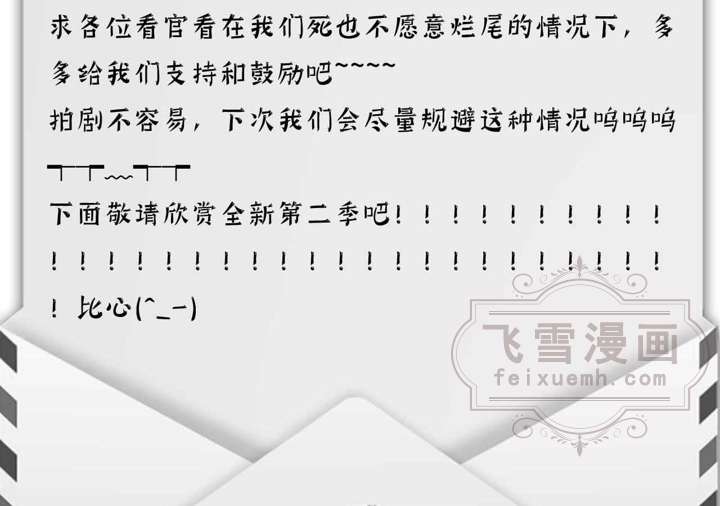 求各位看官看在我们死也不愿意烂尾的情况下，多
多给我们支持和鼓励吧~~~~
拍剧不容易，下次我们会尽量规避这种情况呜呜呜
┭┮﹏┭┮
下面敬请欣赏全新第二季吧！！！！！！！！！！
！！！！！！！！！！！！！！！！！！！！！！
！比心(^_-)
飞雪漫画
feixuemh.com